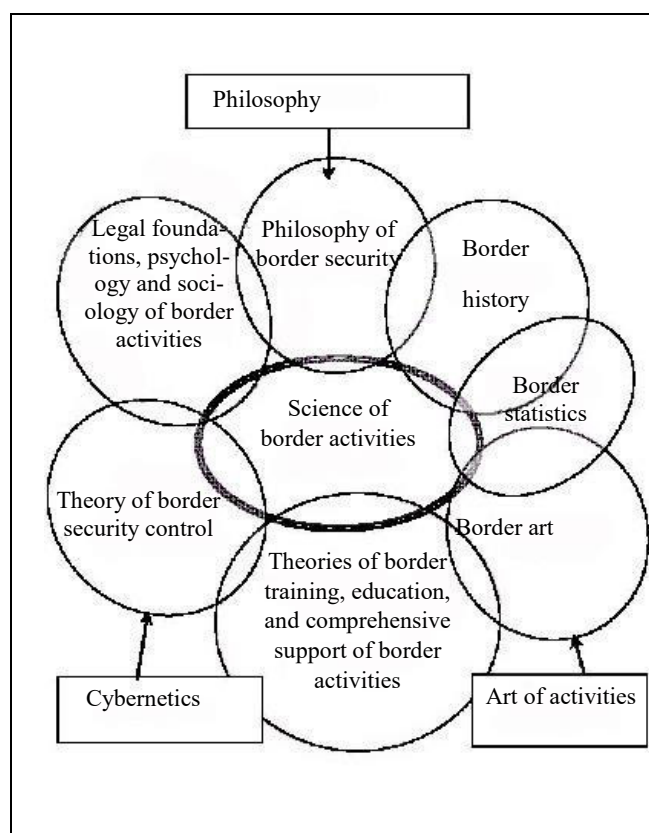 Philosophy
Legal founda-
tions, psychol-
ogy and soci-
ology of border
activities
Philosophy of
border security
Border
history
Border
statistics
Science of
border activities
Theory of border
security control
Border art
Theories of border
training, education,
and comprehensive
support of border
activities
Cybernetics
Art of activities